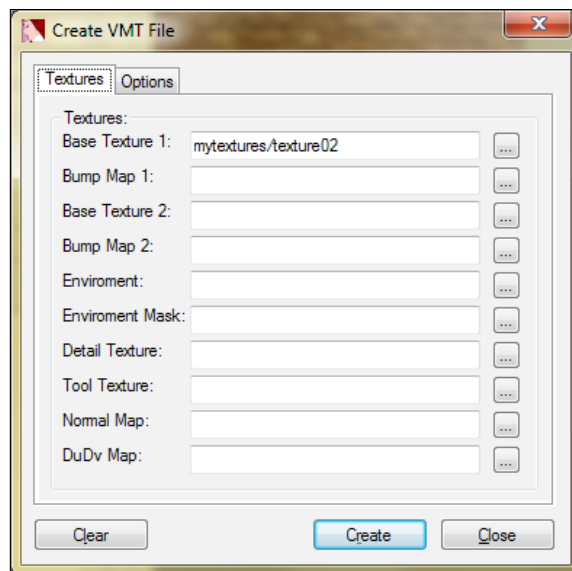 Create VMT File
Textures Options
Textures:
Base Texture 1: mytextures/texture02 ...
Bump Map 1: ...
Base Texture 2: ...
Bump Map 2: ...
Enviroment: ...
Enviroment Mask: ...
Detail Texture: ...
Tool Texture: ...
Normal Map: ...
DuDv Map: ...
Clear Create Close